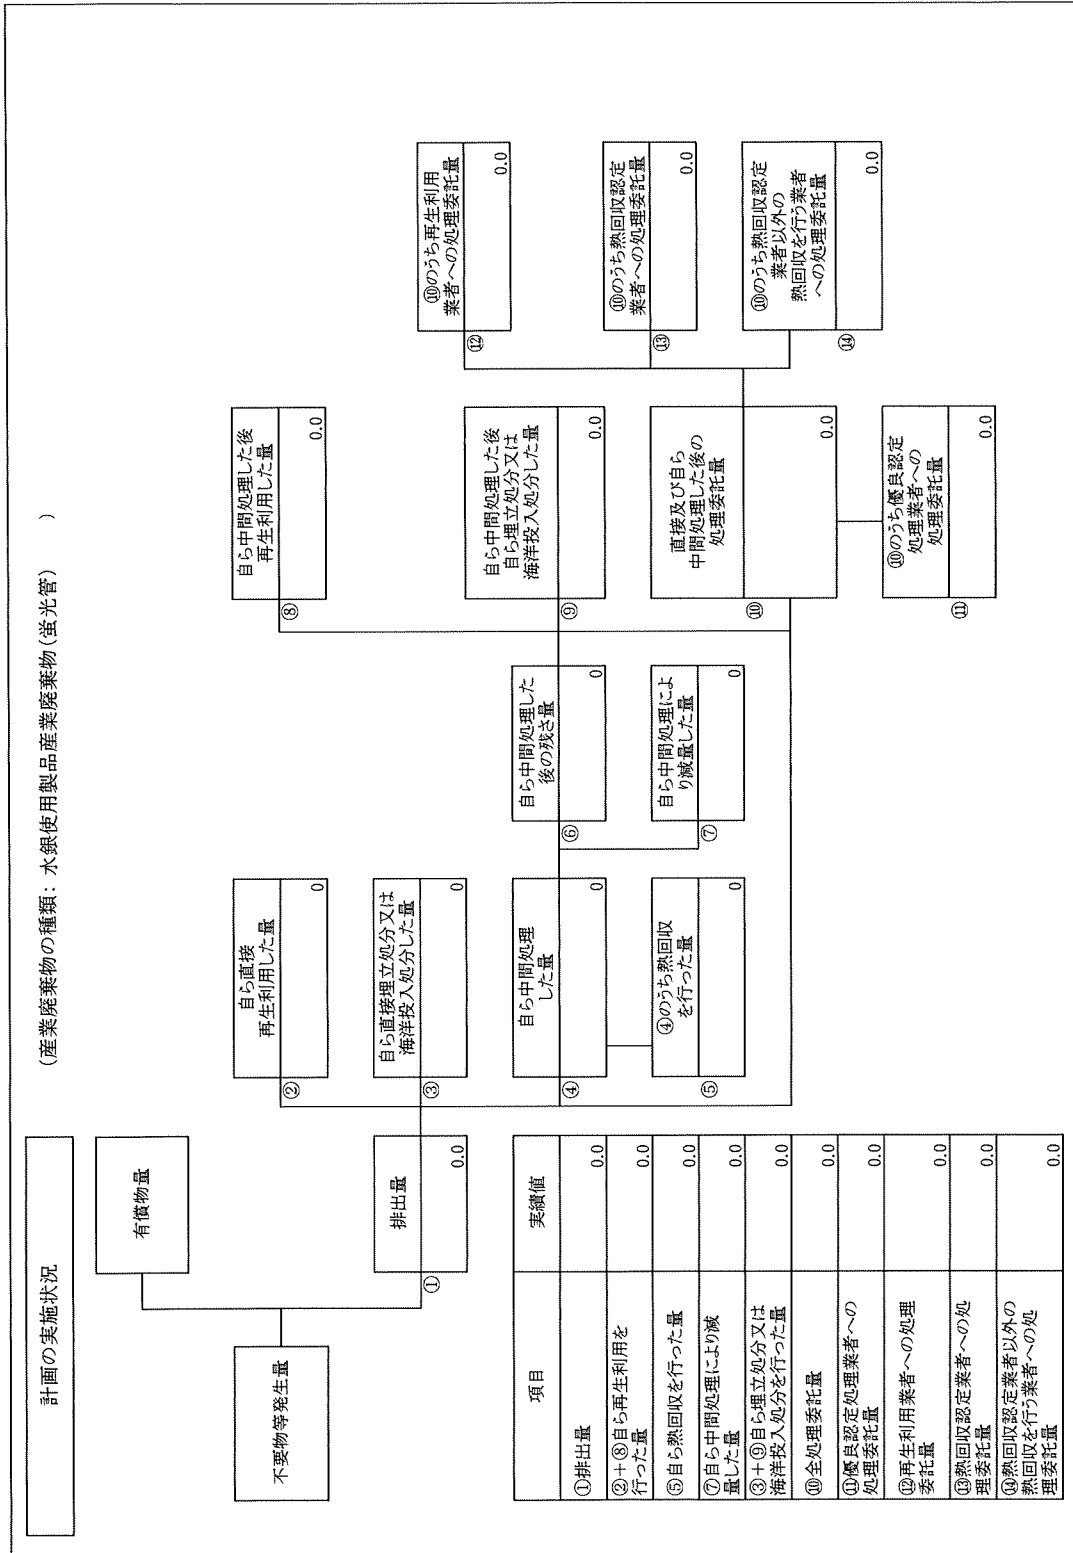 計画の実施状況
(産業廃棄物の種類: 水銀使用製品産業廃棄物(蛍光管) )
不要物等発生量
有償物量
①
排出量
0.0
②
自ら直接
再生利用した量
0
③
自ら直接埋立処分又は
海洋投入処分した量
0
④
自ら中間処理
した量
0
⑤
④のうち熱回収
を行った量
0
⑥
自ら中間処理した
後の残さ量
0
⑦
自ら中間処理によ
り減量した量
0
⑧
自ら中間処理した後
再生利用した量
0.0
⑨
自ら中間処理した後
自ら埋立処分又は
海洋投入処分した量
0.0
⑩
直接及び自ら
中間処理した後の
処理委託量
0.0
⑪
⑩のうち優良認定
処理業者への
処理委託量
0.0
⑫
⑩のうち再生利用
業者への処理委託量
0.0
⑬
⑩のうち熱回収認定
業者への処理委託量
0.0
⑭
⑩のうち熱回収認定
業者以外の
熱回収を行う業者
への処理委託量
0.0
項目 実績値
①排出量 0.0
②+⑧自ら再生利用を
行った量 0.0
⑤自ら熱回収を行った量 0.0
⑦自ら中間処理により減
量した量 0.0
③+⑨自ら埋立処分又は
海洋投入処分を行った量 0.0
⑩全処理委託量 0.0
⑪優良認定処理業者への
処理委託量 0.0
⑫再生利用業者への処理
委託量 0.0
⑬熱回収認定業者への処
理委託量 0.0
⑭熱回収認定業者以外の
熱回収を行う業者への処
理委託量 0.0